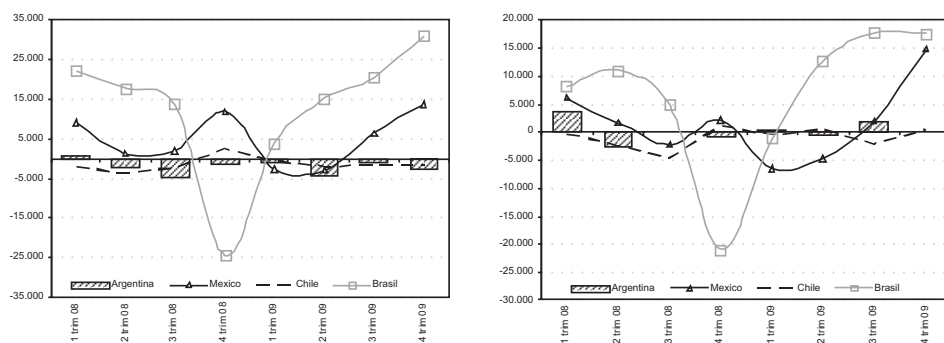 35.000
25.000
15.000
5.000
-5.000
-15.000
-25.000
-35.000
Argentina Mexico Chile Brasil
1 trim 08
2 trim 08
3 trim 08
4 trim 08
1 trim 09
2 trim 09
3 trim 09
4 trim 09
20.000
15.000
10.000
5.000
0
-5.000
-10.000
-15.000
-20.000
-25.000
-30.000
Argentina Mexico Chile Brasil
1 trim 08
2 trim 08
3 trim 08
4 trim 08
1 trim 09
2 trim 09
3 trim 09
4 trim 09